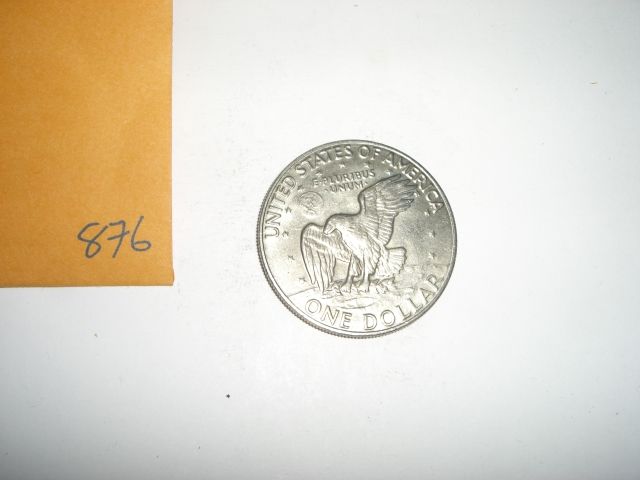 876
UNITED STATES OF AMERICA
E·PLURIBUS
UNUM
ONE DOLLAR